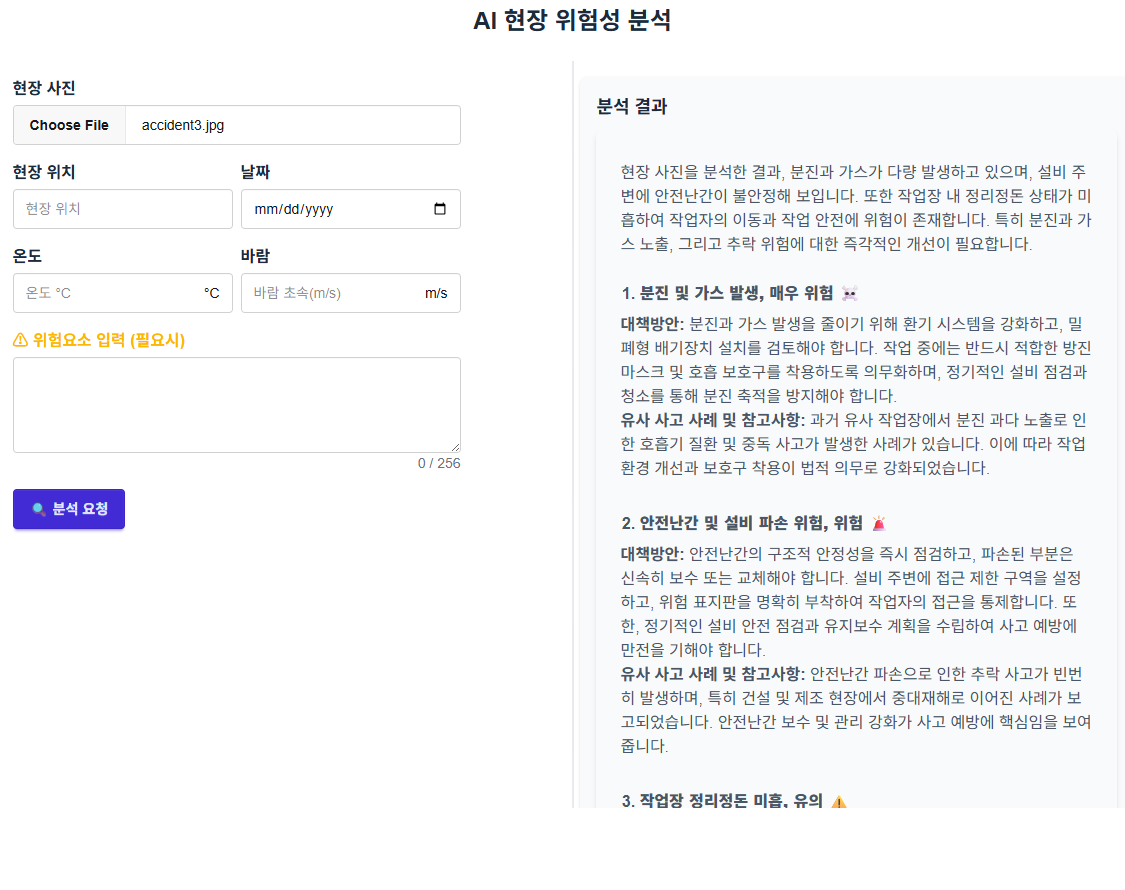 AI 현장 위험성 분석
현장 사진
Choose File accident3.jpg
현장 위치 날짜
현장 위치 mm/dd/yyyy
온도 바람
온도 °C °C 바람 초속(m/s) m/s
⚠ 위험요소 입력 (필요시)
0 / 256
🔍 분석 요청
분석 결과
현장 사진을 분석한 결과, 분진과 가스가 다량 발생하고 있으며, 설비 주
변에 안전난간이 불안정해 보입니다. 또한 작업장 내 정리정돈 상태가 미
흡하여 작업자의 이동과 작업 안전에 위험이 존재합니다. 특히 분진과 가
스 노출, 그리고 추락 위험에 대한 즉각적인 개선이 필요합니다.
1. 분진 및 가스 발생, 매우 위험 ☠️
대책방안: 분진과 가스 발생을 줄이기 위해 환기 시스템을 강화하고, 밀
폐형 배기장치 설치를 검토해야 합니다. 작업 중에는 반드시 적합한 방진
마스크 및 호흡 보호구를 착용하도록 의무화하며, 정기적인 설비 점검과
청소를 통해 분진 축적을 방지해야 합니다.
유사 사고 사례 및 참고사항: 과거 유사 작업장에서 분진 과다 노출로 인
한 호흡기 질환 및 중독 사고가 발생한 사례가 있습니다. 이에 따라 작업
환경 개선과 보호구 착용이 법적 의무로 강화되었습니다.
2. 안전난간 및 설비 파손 위험, 위험 🚨
대책방안: 안전난간의 구조적 안정성을 즉시 점검하고, 파손된 부분은
신속히 보수 또는 교체해야 합니다. 설비 주변에 접근 제한 구역을 설정
하고, 위험 표지판을 명확히 부착하여 작업자의 접근을 통제합니다. 또
한, 정기적인 설비 안전 점검과 유지보수 계획을 수립하여 사고 예방에
만전을 기해야 합니다.
유사 사고 사례 및 참고사항: 안전난간 파손으로 인한 추락 사고가 빈번
히 발생하며, 특히 건설 및 제조 현장에서 중대재해로 이어진 사례가 보
고되었습니다. 안전난간 보수 및 관리 강화가 사고 예방에 핵심임을 보여
줍니다.
3. 작업장 정리정돈 미흡, 유의 ⚠️